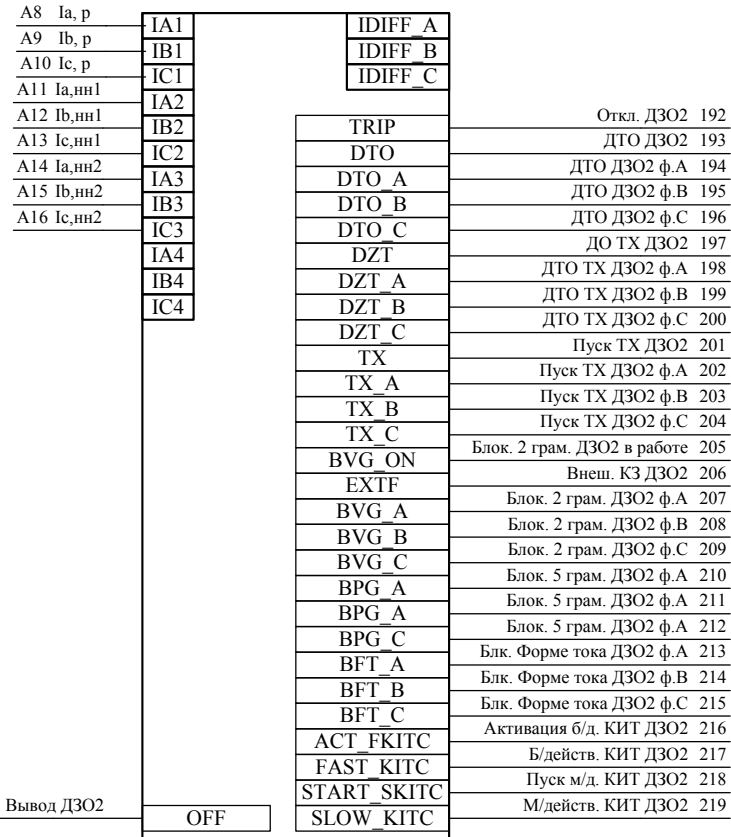 A8 Ia, p
IA1
IDIFF_A
A9 Ib, p
IB1
IDIFF_B
A10 Ic, p
IC1
IDIFF_C
A11 Ia,нн1
IA2
A12 Ib,нн1
IB2
A13 Ic,нн1
IC2
A14 Ia,нн2
IA3
A15 Ib,нн2
IB3
A16 Ic,нн2
IC3
IA4
IB4
IC4
TRIP
Откл. ДЗО2 192
DTO
ДТО ДЗО2 193
DTO_A
ДТО ДЗО2 ф.А 194
DTO_B
ДТО ДЗО2 ф.В 195
DTO_C
ДТО ДЗО2 ф.С 196
DZT
ДО ТХ ДЗО2 197
DZT_A
ДТО ТХ ДЗО2 ф.А 198
DZT_B
ДТО ТХ ДЗО2 ф.В 199
DZT_C
ДТО ТХ ДЗО2 ф.С 200
TX
Пуск ТХ ДЗО2 201
TX_A
Пуск ТХ ДЗО2 ф.А 202
TX_B
Пуск ТХ ДЗО2 ф.В 203
TX_C
Пуск ТХ ДЗО2 ф.С 204
BVG_ON
Блок. 2 грам. ДЗО2 в работе 205
EXTF
Внеш. КЗ ДЗО2 206
BVG_A
Блок. 2 грам. ДЗО2 ф.А 207
BVG_B
Блок. 2 грам. ДЗО2 ф.В 208
BVG_C
Блок. 2 грам. ДЗО2 ф.С 209
BPG_A
Блок. 5 грам. ДЗО2 ф.А 210
BPG_A
Блок. 5 грам. ДЗО2 ф.А 211
BPG_C
Блок. 5 грам. ДЗО2 ф.А 212
BFT_A
Блк. Форме тока ДЗО2 ф.А 213
BFT_B
Блк. Форме тока ДЗО2 ф.В 214
BFT_C
Блк. Форме тока ДЗО2 ф.С 215
ACT_FKITC
Активация б/д. КИТ ДЗО2 216
FAST_KITC
Б/действ. КИТ ДЗО2 217
START_SKITC
Пуск м/д. КИТ ДЗО2 218
Вывод ДЗО2
OFF
SLOW_KITC
М/действ. КИТ ДЗО2 219